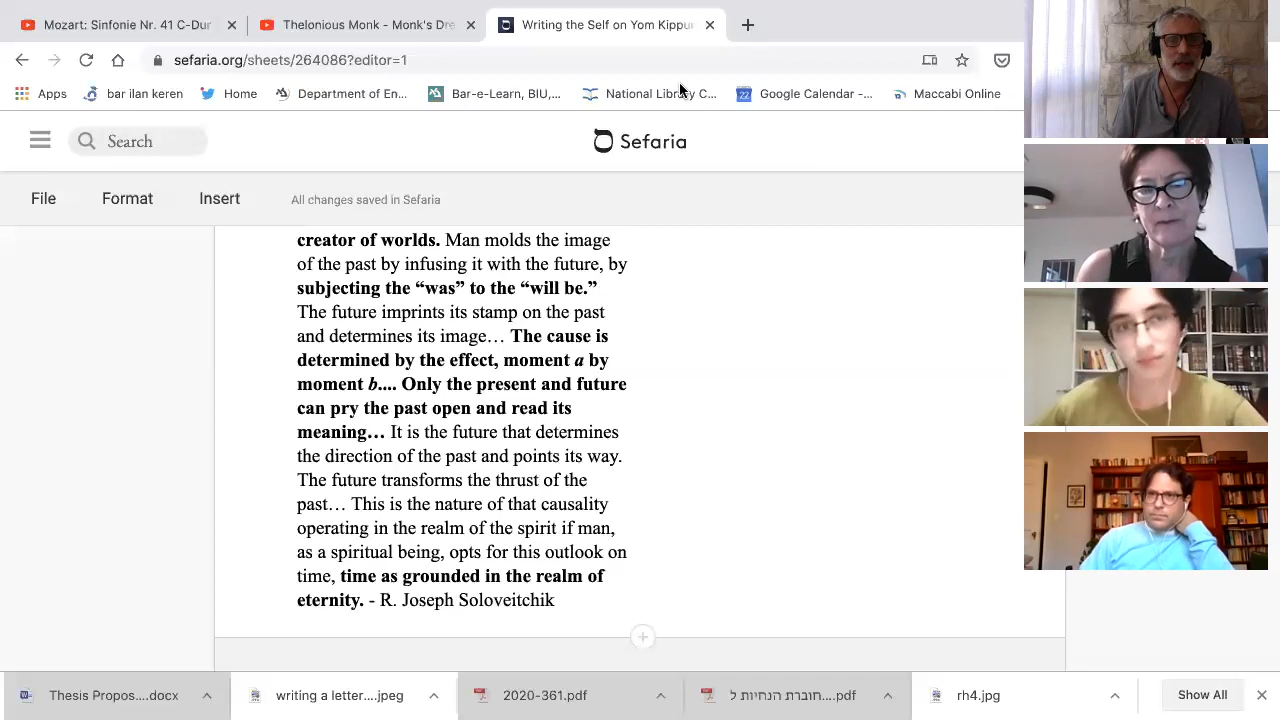 Mozart: Sinfonie Nr. 41 C-Dur
Thelonious Monk - Monk's Dre
Writing the Self on Yom Kippur
sefaria.org/sheets/264086?editor=1
Apps
bar ilan keren
Home
Department of En...
Bar-e-Learn, BIU,...
National Library C...
Google Calendar -...
Maccabi Online
Search
Sefaria
File
Format
Insert
All changes saved in Sefaria
creator of worlds. Man molds the image
of the past by infusing it with the future, by
subjecting the “was” to the “will be.”
The future imprints its stamp on the past
and determines its image… The cause is
determined by the effect, moment a by
moment b.... Only the present and future
can pry the past open and read its
meaning… It is the future that determines
the direction of the past and points its way.
The future transforms the thrust of the
past… This is the nature of that causality
operating in the realm of the spirit if man,
as a spiritual being, opts for this outlook on
time, time as grounded in the realm of
eternity. - R. Joseph Soloveitchik
Thesis Propos....docx
writing a letter....jpeg
2020-361.pdf
חוברת הנחיות ל....pdf
rh4.jpg
Show All